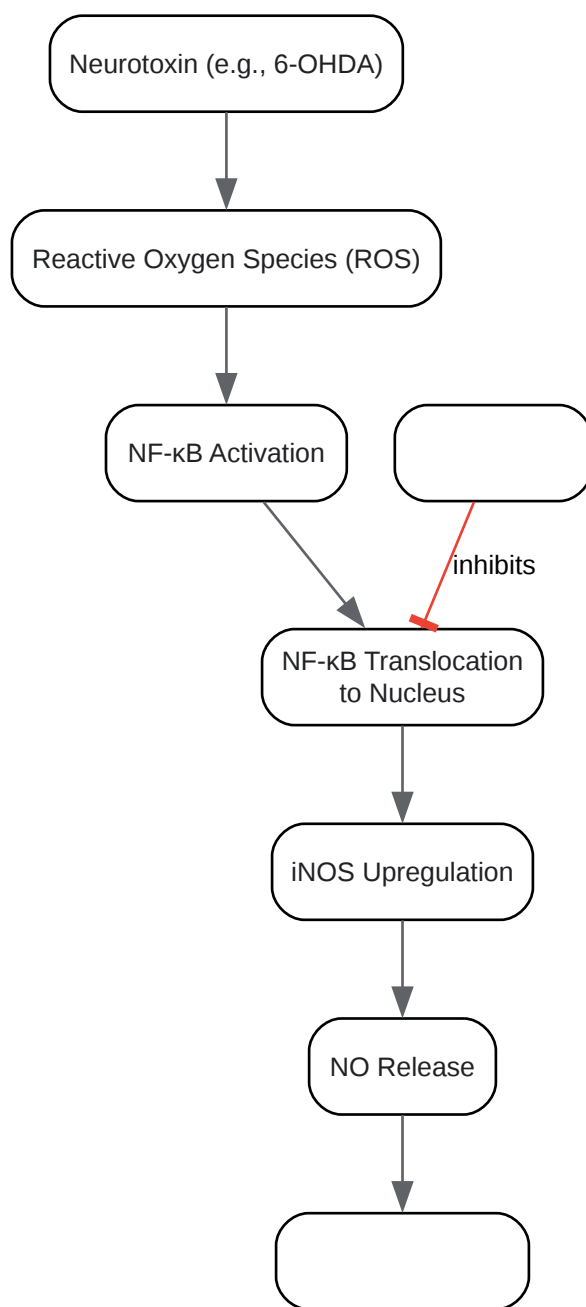 Neurotoxin (e.g., 6-OHDA)
Reactive Oxygen Species (ROS)
NF-κB Activation
inhibits
NF-κB Translocation
to Nucleus
iNOS Upregulation
NO Release